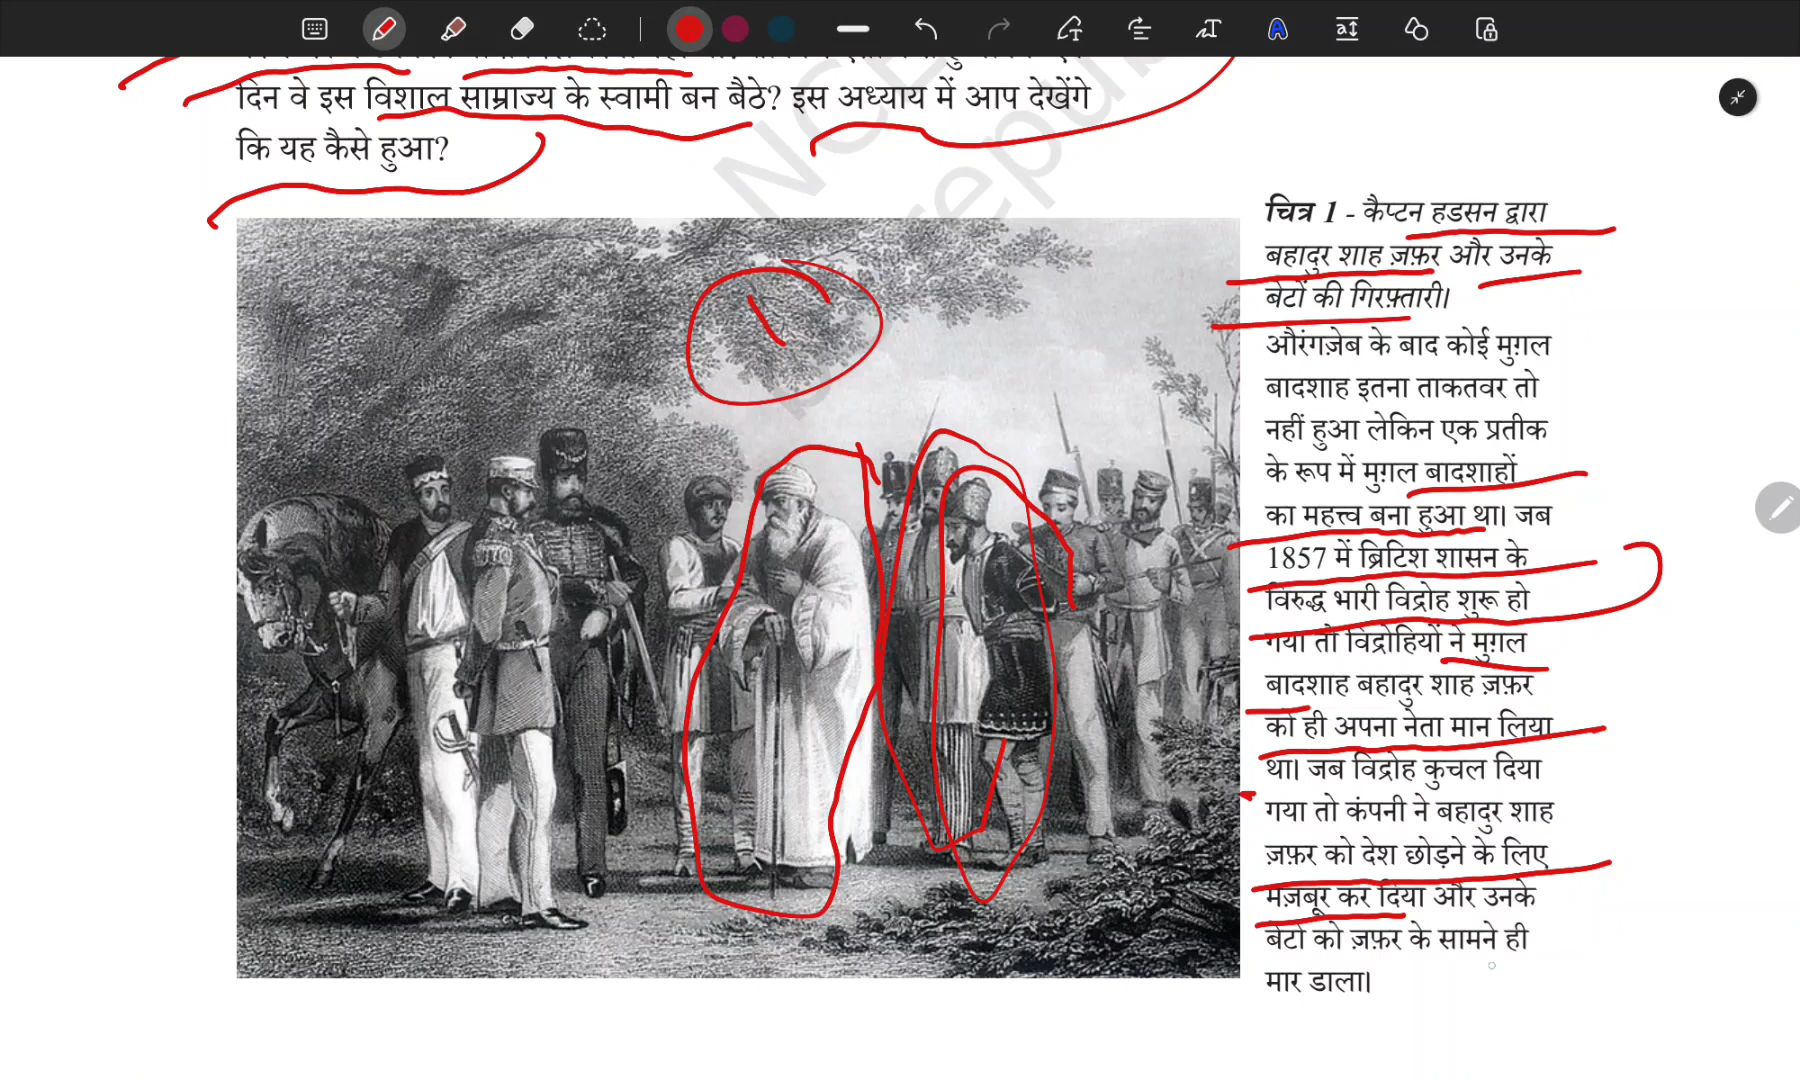 दिन वे इस विशाल साम्राज्य के स्वामी बन बैठे? इस अध्याय में आप देखेंगे
कि यह कैसे हुआ?
चित्र 1 - कैप्टन हडसन द्वारा
बहादुर शाह ज़फ़र और उनके
बेटों की गिरफ़्तारी।
औरंगज़ेब के बाद कोई मुग़ल
बादशाह इतना ताकतवर तो
नहीं हुआ लेकिन एक प्रतीक
के रूप में मुग़ल बादशाहों
का महत्त्व बना हुआ था। जब
1857 में ब्रिटिश शासन के
विरुद्ध भारी विद्रोह शुरू हो
गया तो विद्रोहियों ने मुग़ल
बादशाह बहादुर शाह ज़फ़र
को ही अपना नेता मान लिया
था। जब विद्रोह कुचल दिया
गया तो कंपनी ने बहादुर शाह
ज़फ़र को देश छोड़ने के लिए
मजबूर कर दिया और उनके
बेटों को ज़फ़र के सामने ही
मार डाला।